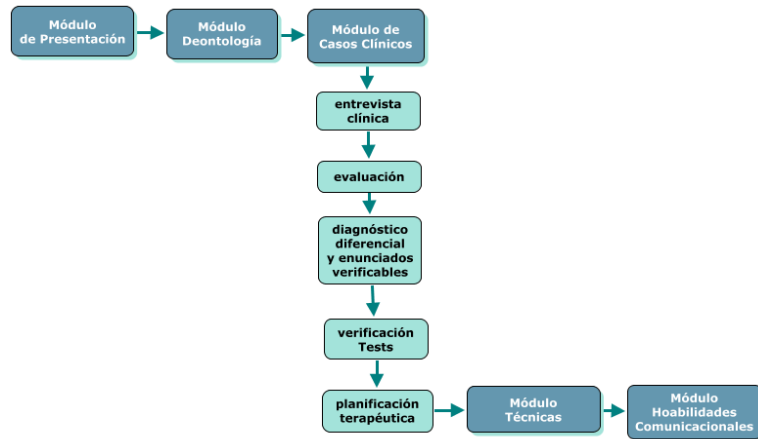 Módulo
de Presentación
Módulo
Deontología
Módulo de
Casos Clínicos
entrevista
clínica
evaluación
diagnóstico
diferencial
y enunciados
verificables
verificación
Tests
planificación
terapéutica
Módulo
Técnicas
Módulo
Hoabilidades
Comunicacionales